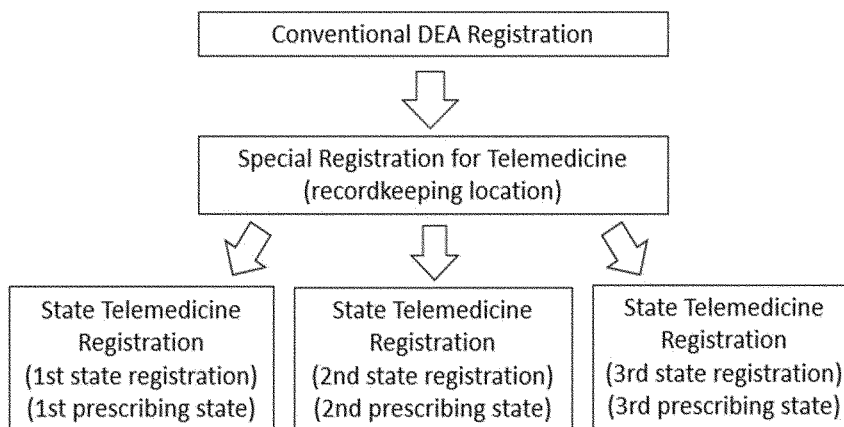 Conventional DEA Registration
Special Registration for Telemedicine
(recordkeeping location)
State Telemedicine
Registration
(1st state registration)
(1st prescribing state)
State Telemedicine
Registration
(2nd state registration)
(2nd prescribing state)
State Telemedicine
Registration
(3rd state registration)
(3rd prescribing state)